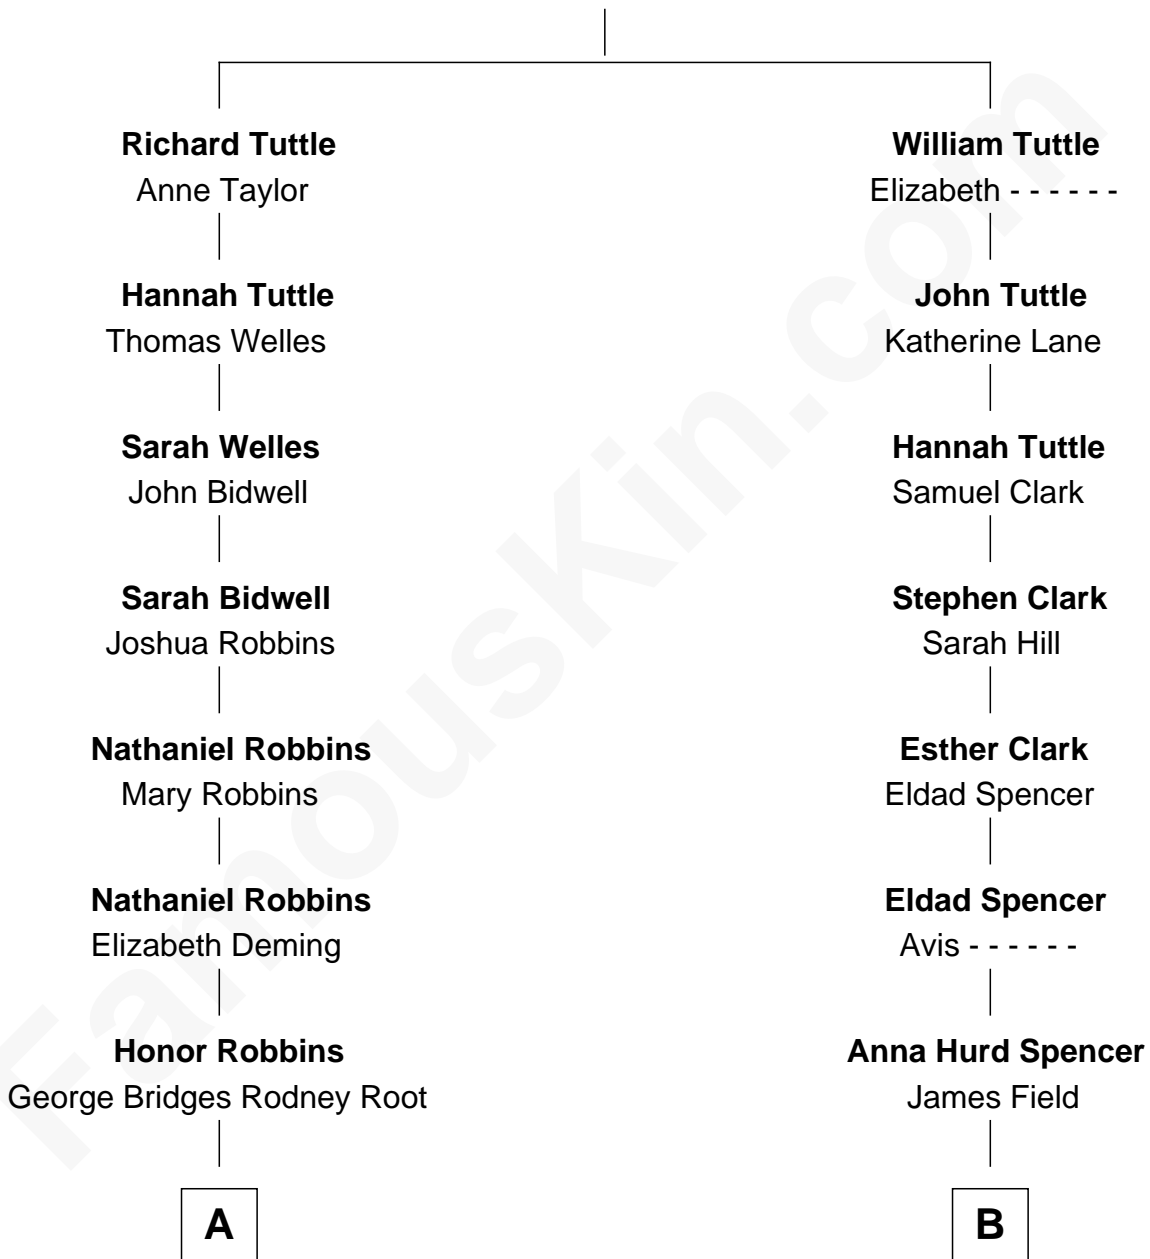 Richard Tuttle
Anne Taylor
Hannah Tuttle
Thomas Welles
Sarah Welles
John Bidwell
Sarah Bidwell
Joshua Robbins
Nathaniel Robbins
Mary Robbins
Nathaniel Robbins
Elizabeth Deming
Honor Robbins
George Bridges Rodney Root
A
William Tuttle
Elizabeth - - - - - -
John Tuttle
Katherine Lane
Hannah Tuttle
Samuel Clark
Stephen Clark
Sarah Hill
Esther Clark
Eldad Spencer
Eldad Spencer
Avis - - - - - -
Anna Hurd Spencer
James Field
B
FamousKin.com